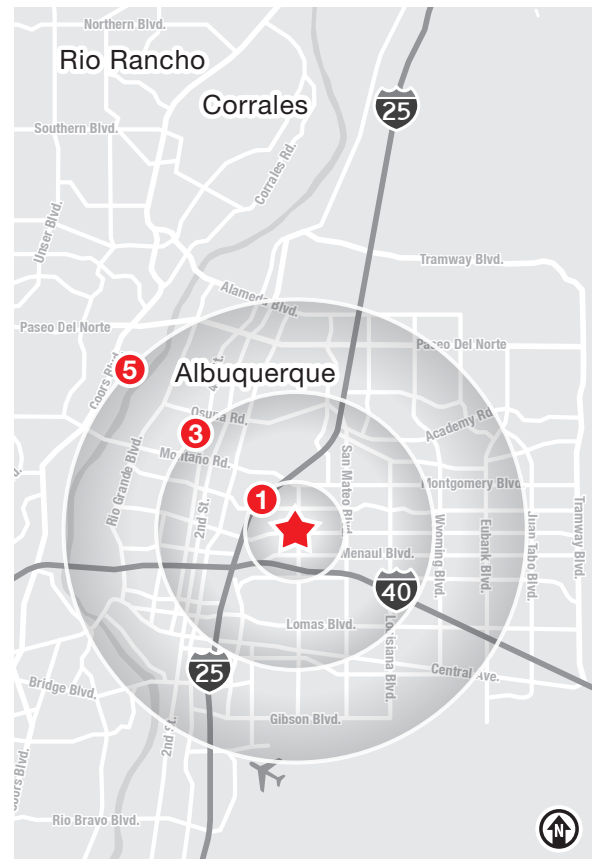 Northern Blvd.
Rio Rancho
Corrales
25
Southern Blvd.
Corrales Rd.
Unser Blvd.
Tramway Blvd.
Alameda Blvd.
Paseo Del Norte
Paseo Del Norte
5
Coors Blvd.
Albuquerque
4th St.
Osuna Rd.
Academy Rd.
3
Montaño Rd.
San Mateo Blvd.
Rio Grande Blvd.
2nd St.
1
Montgomery Blvd.
Wyoming Blvd.
Eubank Blvd.
Juan Tabo Blvd.
Tramway Blvd.
Menaul Blvd.
40
Lomas Blvd.
Louisiana Blvd.
25
Central Ave.
Bridge Blvd.
Gibson Blvd.
2nd St.
Coors Blvd.
Rio Bravo Blvd.
N